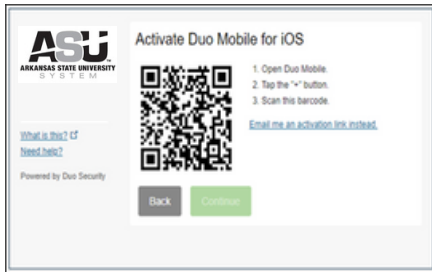 ASU
ARKANSAS STATE UNIVERSITY
SYSTEM
What is this?
Need help?
Powered by Duo Security
Activate Duo Mobile for iOS
1. Open Duo Mobile.
2. Tap the "+" button.
3. Scan this barcode.
Email me an activation link instead.
Back
Continue